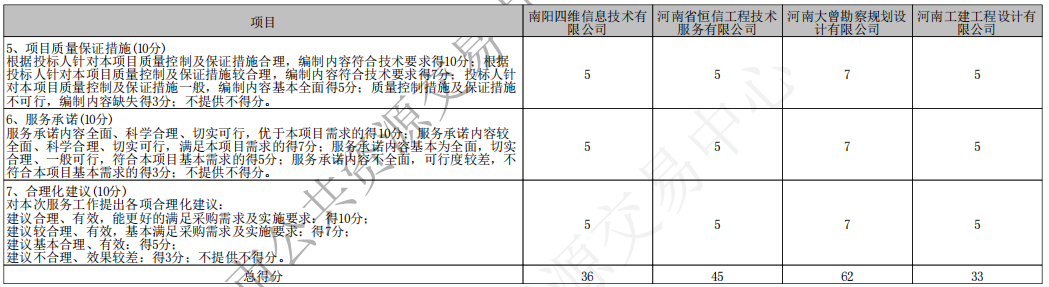 项目 南阳四维信息技术有限公司 河南省恒信工程技术服务有限公司 河南大曾勘察规划设计有限公司 河南工建工程设计有限公司
5、项目质量保证措施(10分)
根据投标人针对本项目质量控制及保证措施合理，编制内容符合技术要求得10分；根据
投标人针对本项目质量控制及保证措施较合理，编制内容符合技术要求得7分；投标人针
对本项目质量控制及保证措施一般，编制内容基本全面得5分；质量控制措施及保证措施
不可行，编制内容缺失得3分；不提供不得分。
5 5 7 5
6、服务承诺(10分)
服务承诺内容全面、科学合理、切实可行，优于本项目需求的得10分；服务承诺内容较
全面、科学合理、切实可行，满足本项目需求的得7分；服务承诺内容基本为全面，切实
合理、一般可行，符合本项目基本需求的得5分；服务承诺内容不全面，可行度较差，不
符合本项目基本需求的得3分；不提供不得分。
5 5 7 5
7、合理化建议(10分)
对本次服务工作提出各项合理化建议：
建议合理、有效，能更好的满足采购需求及实施要求：得10分；
建议较合理、有效，基本满足采购需求及实施要求：得7分；
建议基本合理、有效：得5分；
建议不合理、效果较差：得3分；不提供不得分。
5 5 7 5
总得分 36 45 62 33
市公共资源交易中心
源交易中心